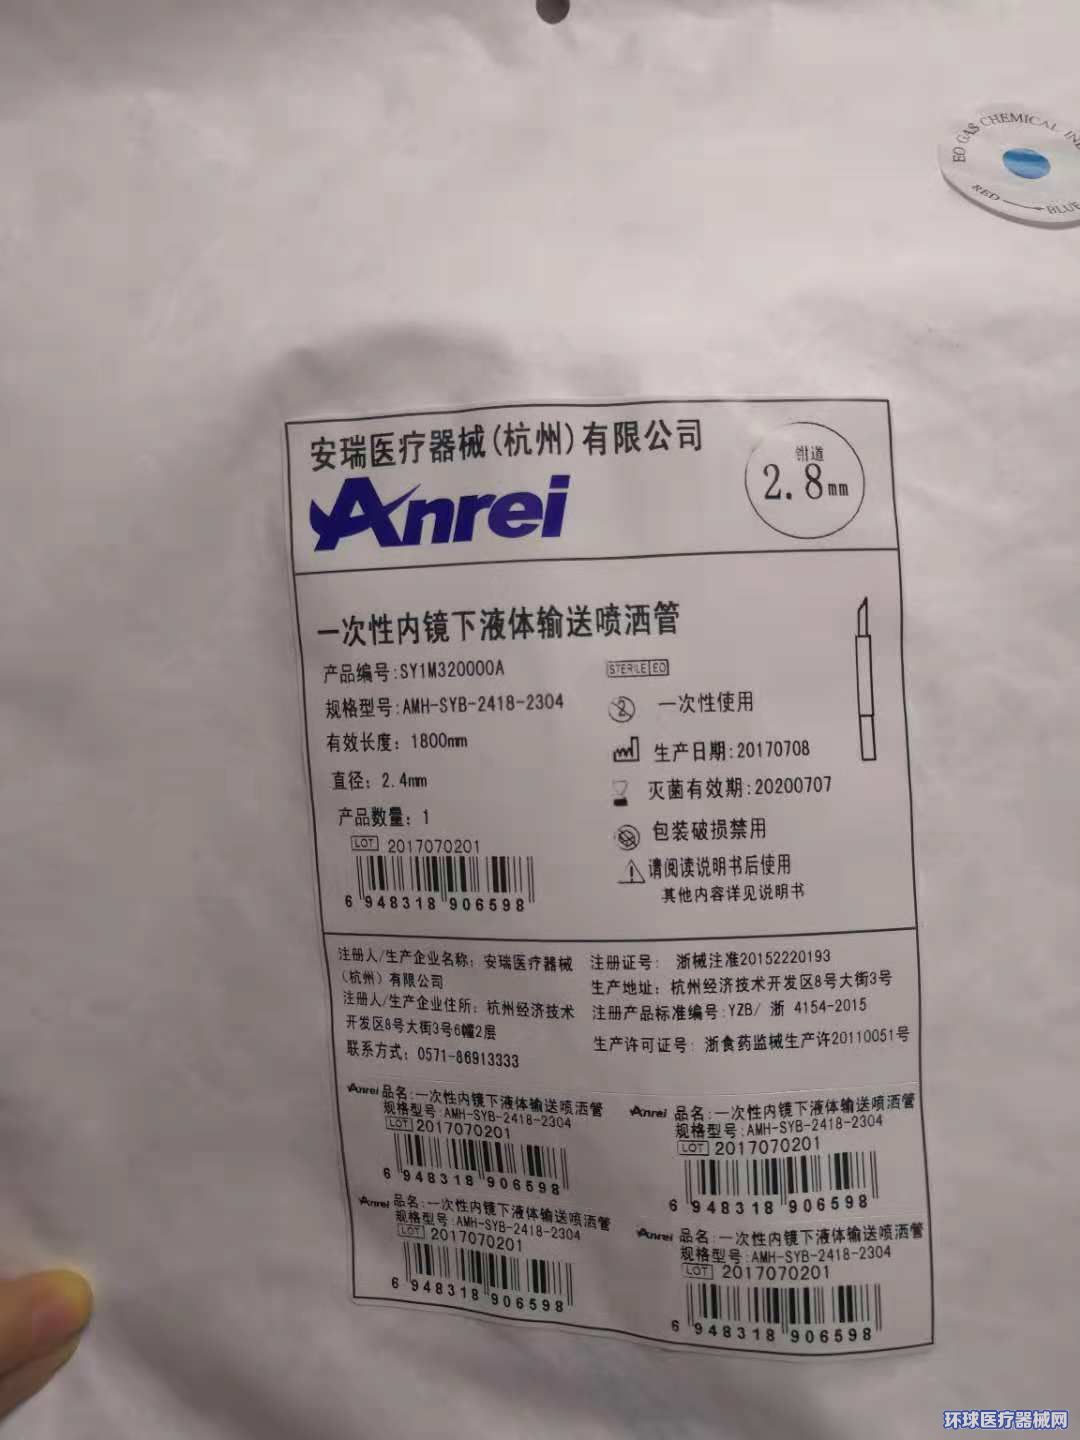 EO GAS CHEMICAL
RED → BLUE
安瑞医疗器械(杭州)有限公司
Anrei
钳道
2.8mm
一次性内镜下液体输送喷洒管
产品编号:SY1M320000A
规格型号:AMH-SYB-2418-2304
有效长度: 1800mm
直径: 2.4mm
产品数量: 1
LOT 2017070201
6 948318 906598
STERILE EO
2 一次性使用
生产日期:20170708
灭菌有效期:20200707
包装破损禁用
请阅读说明书后使用
其他内容详见说明书
注册人/生产企业名称: 安瑞医疗器械
(杭州)有限公司
注册人/生产企业住所: 杭州经济技术
开发区8号大街3号6幢2层
联系方式: 0571-86913333
注册证号: 浙械注准20152220193
生产地址: 杭州经济技术开发区8号大街3号
注册产品标准编号:YZB/ 浙 4154-2015
生产许可证号: 浙食药监械生产许20110051号
Anrei 品名:一次性内镜下液体输送喷洒管
规格型号:AMH-SYB-2418-2304
LOT 2017070201
6 948318 906598
Anrei 品名:一次性内镜下液体输送喷洒管
规格型号:AMH-SYB-2418-2304
LOT 2017070201
6 948318 906598
Anrei 品名:一次性内镜下液体输送喷洒管
规格型号:AMH-SYB-2418-2304
LOT 2017070201
6 948318 906598
Anrei 品名:一次性内镜下液体输送喷洒管
规格型号:AMH-SYB-2418-2304
LOT 2017070201
6 948318 906598
环球医疗器械网